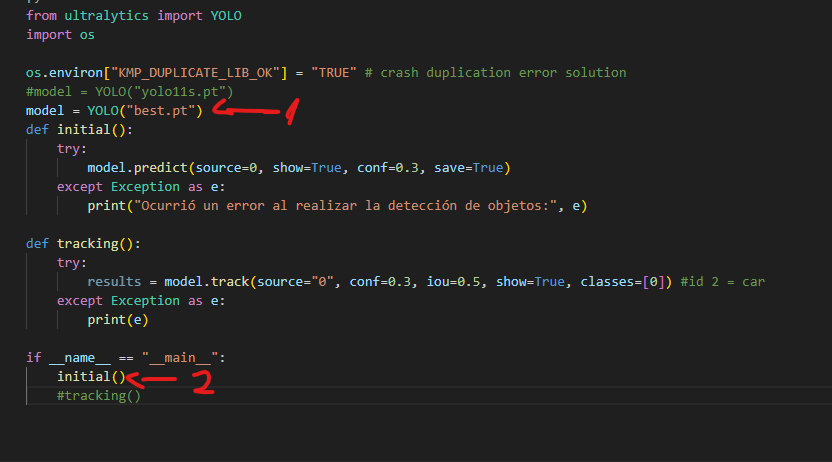 from ultralytics import YOLO
import os
os.environ["KMP_DUPLICATE_LIB_OK"] = "TRUE" # crash duplication error solution
#model = YOLO("yolo11s.pt")
model = YOLO("best.pt") 1
def initial():
try:
model.predict(source=0, show=True, conf=0.3, save=True)
except Exception as e:
print("Ocurrió un error al realizar la detección de objetos:", e)
def tracking():
try:
results = model.track(source="0", conf=0.3, iou=0.5, show=True, classes=[0]) #id 2 = car
except Exception as e:
print(e)
if __name__ == "__main__":
initial() 2
#tracking()